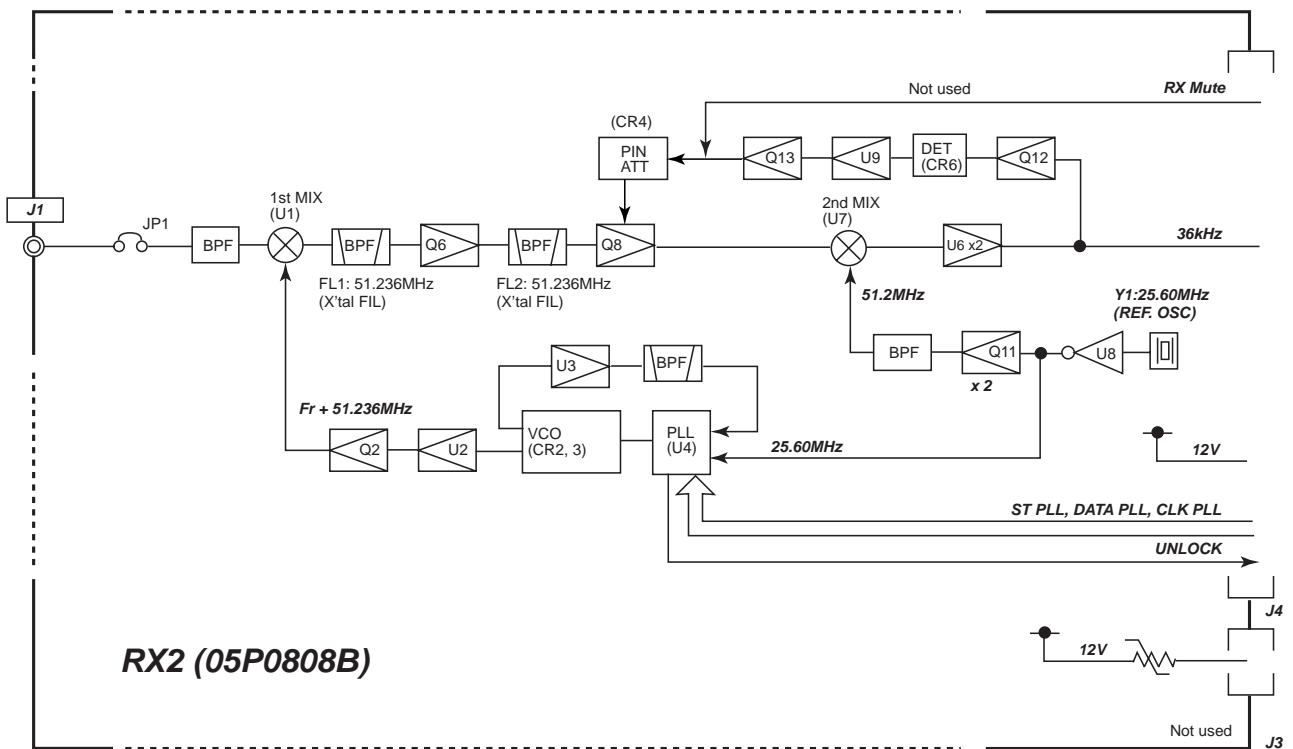 Not used
RX Mute
(CR4)
PIN
ATT
Q13
U9
DET
(CR6)
Q12
J1
JP1
BPF
1st MIX
(U1)
BPF
Q6
BPF
Q8
2nd MIX
(U7)
U6 x2
36kHz
FL1: 51.236MHz
(X'tal FIL)
FL2: 51.236MHz
(X'tal FIL)
51.2MHz
Y1:25.60MHz
(REF. OSC)
BPF
Q11
U8
x 2
U3
BPF
Fr + 51.236MHz
Q2
U2
VCO
(CR2, 3)
PLL
(U4)
25.60MHz
12V
ST PLL, DATA PLL, CLK PLL
UNLOCK
J4
12V
RX2 (05P0808B)
Not used
J3